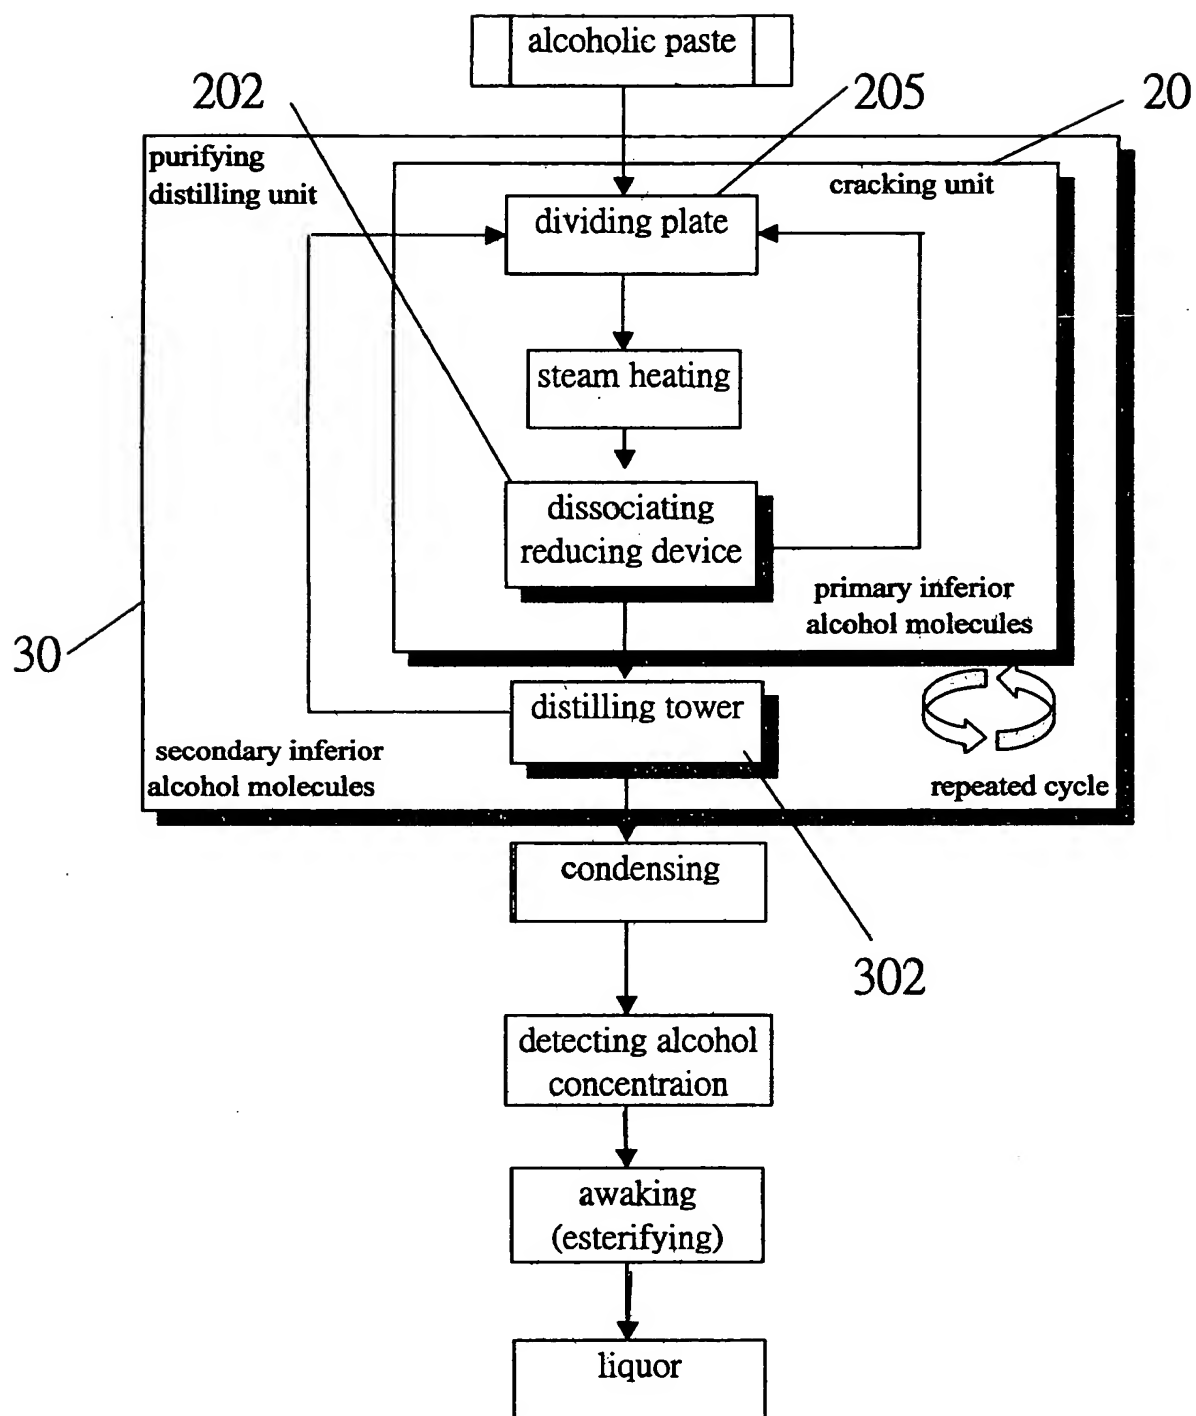 alcoholic paste
202
205
20
purifying
distilling unit
cracking unit
dividing plate
steam heating
dissociating
reducing device
primary inferior
alcohol molecules
30
distilling tower
secondary inferior
alcohol molecules
repeated cycle
condensing
302
detecting alcohol
concentraion
awaking
(esterifying)
liquor